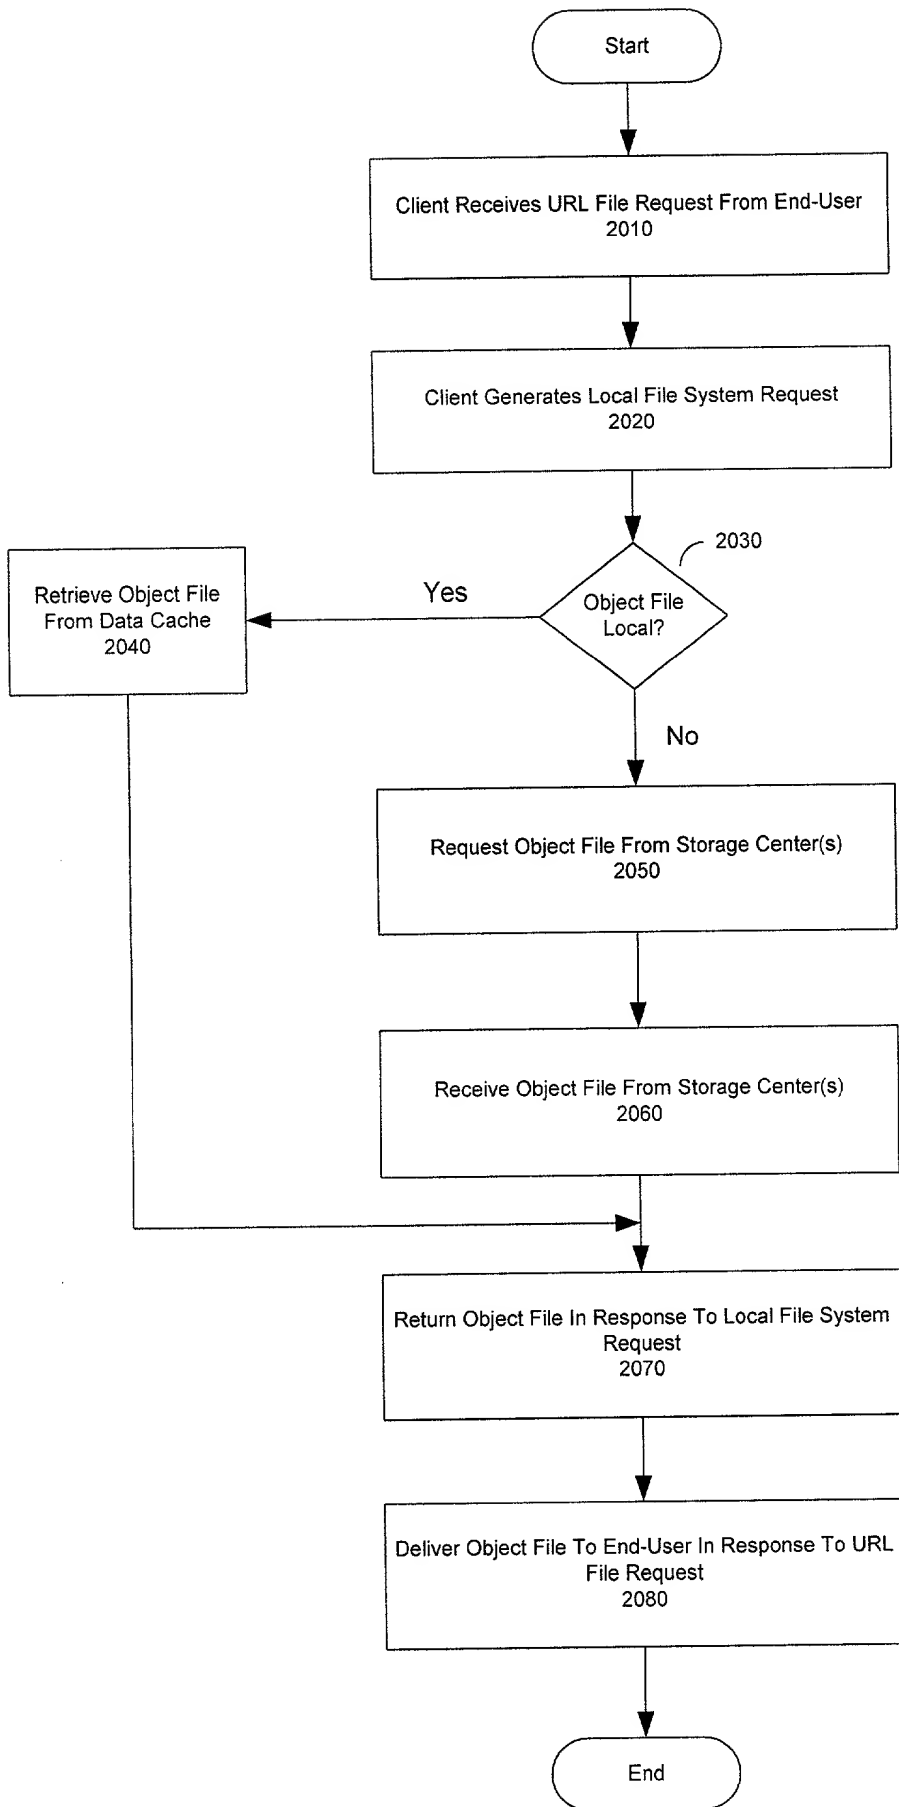 Start
Client Receives URL File Request From End-User
2010
Client Generates Local File System Request
2020
2030
Object File
Local?
Yes
Retrieve Object File
From Data Cache
2040
No
Request Object File From Storage Center(s)
2050
Receive Object File From Storage Center(s)
2060
Return Object File In Response To Local File System
Request
2070
Deliver Object File To End-User In Response To URL
File Request
2080
End